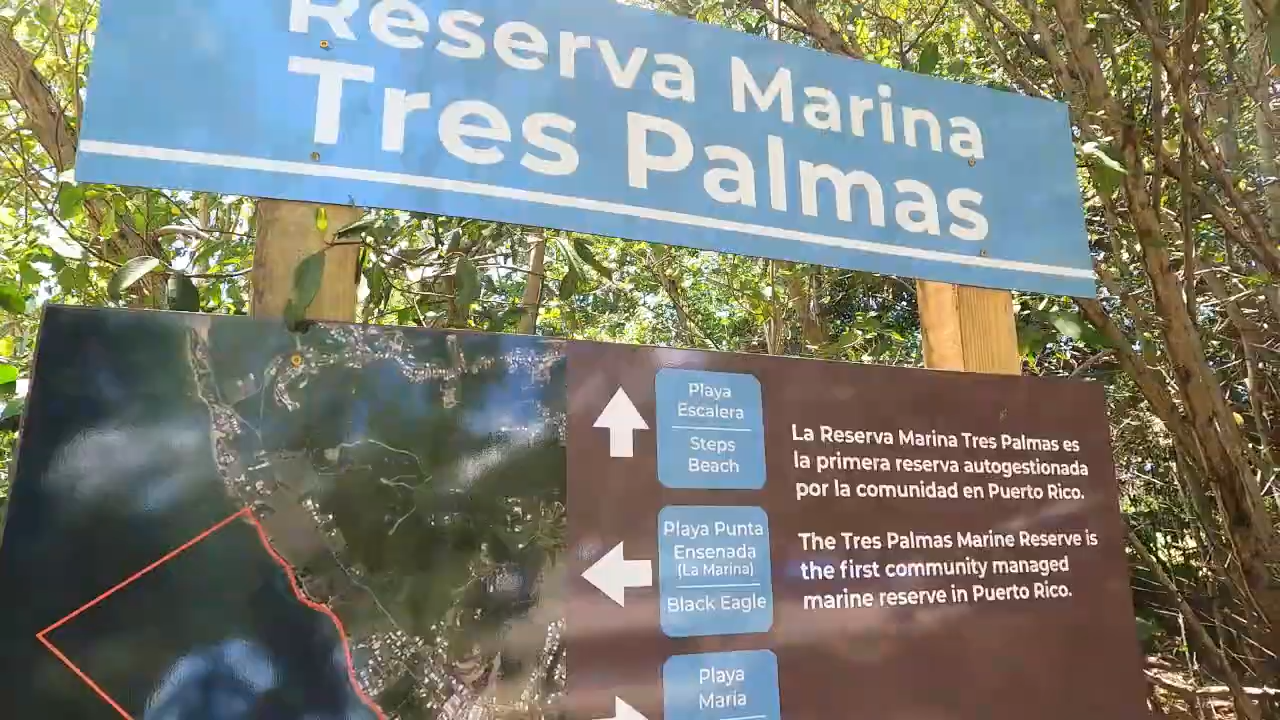 Reserva Marina
Tres Palmas
Playa
Escalera
Steps
Beach
Playa Punta
Ensenada
(La Marina)
Black Eagle
Playa
María
La Reserva Marina Tres Palmas es
la primera reserva autogestionada
por la comunidad en Puerto Rico.
The Tres Palmas Marine Reserve is
the first community managed
marine reserve in Puerto Rico.